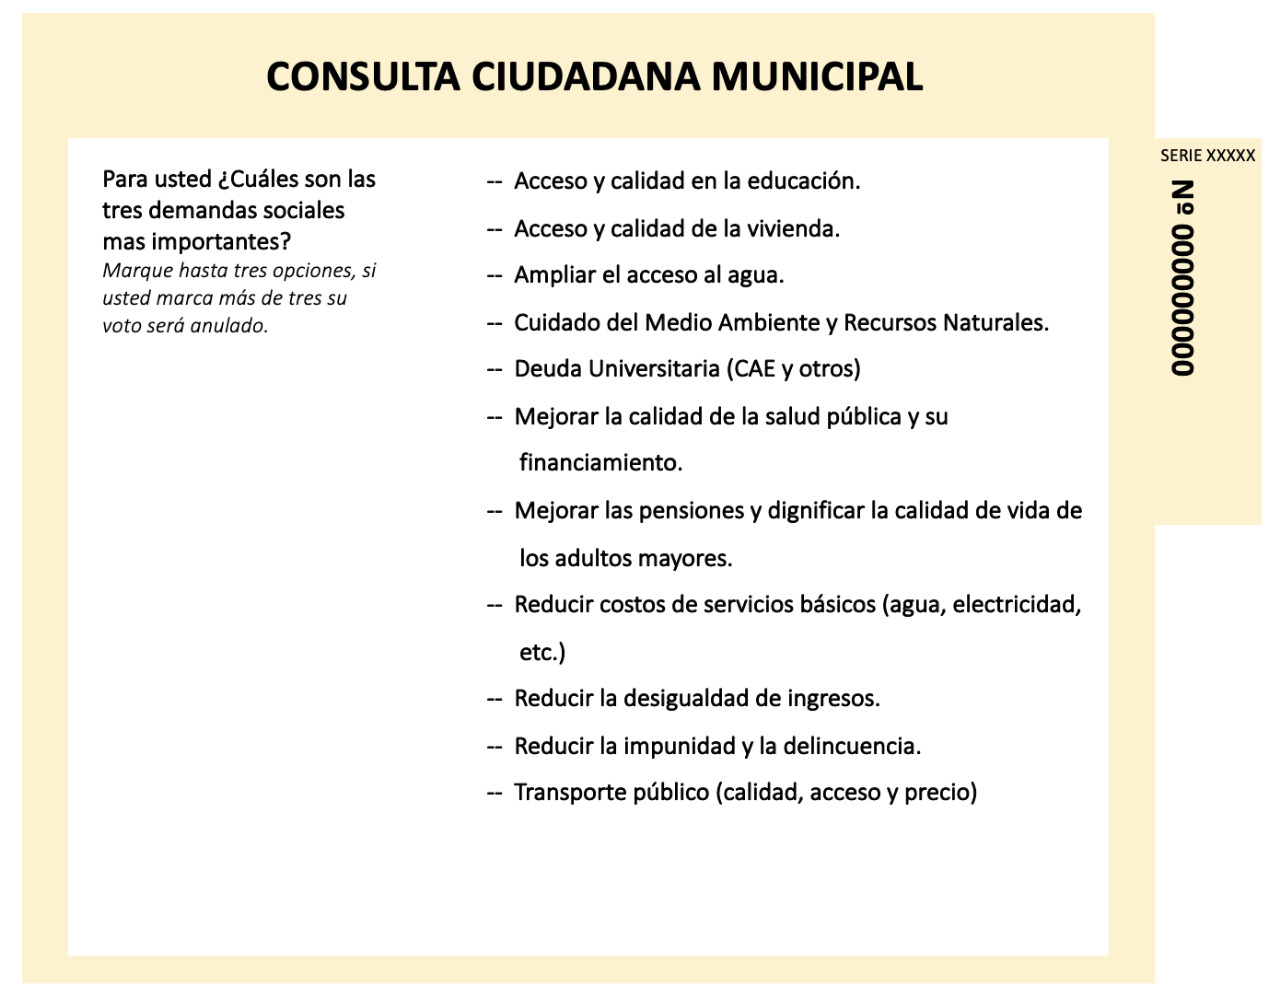 CONSULTA CIUDADANA MUNICIPAL
Para usted ¿Cuáles son las
tres demandas sociales
mas importantes?
Marque hasta tres opciones, si
usted marca más de tres su
voto será anulado.
-- Acceso y calidad en la educación.
-- Acceso y calidad de la vivienda.
-- Ampliar el acceso al agua.
-- Cuidado del Medio Ambiente y Recursos Naturales.
-- Deuda Universitaria (CAE y otros)
-- Mejorar la calidad de la salud pública y su
financiamiento.
-- Mejorar las pensiones y dignificar la calidad de vida de
los adultos mayores.
-- Reducir costos de servicios básicos (agua, electricidad,
etc.)
-- Reducir la desigualdad de ingresos.
-- Reducir la impunidad y la delincuencia.
-- Transporte público (calidad, acceso y precio)
SERIE XXXXX
Nº 000000000